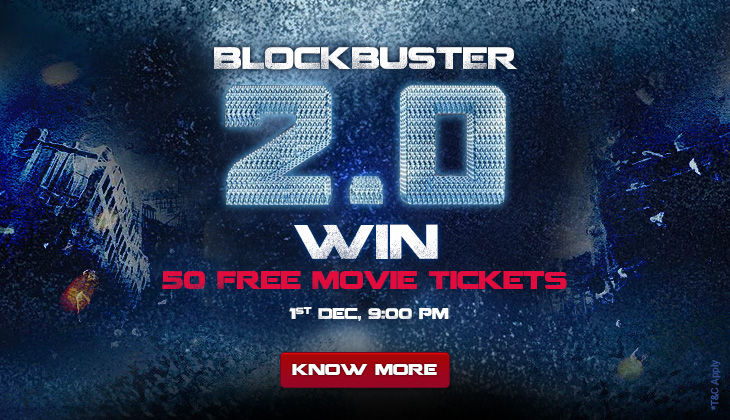 BLOCKBUSTER
2.0
WIN
50 FREE MOVIE TICKETS
1ST DEC, 9:00 PM
KNOW MORE
*T&C Apply